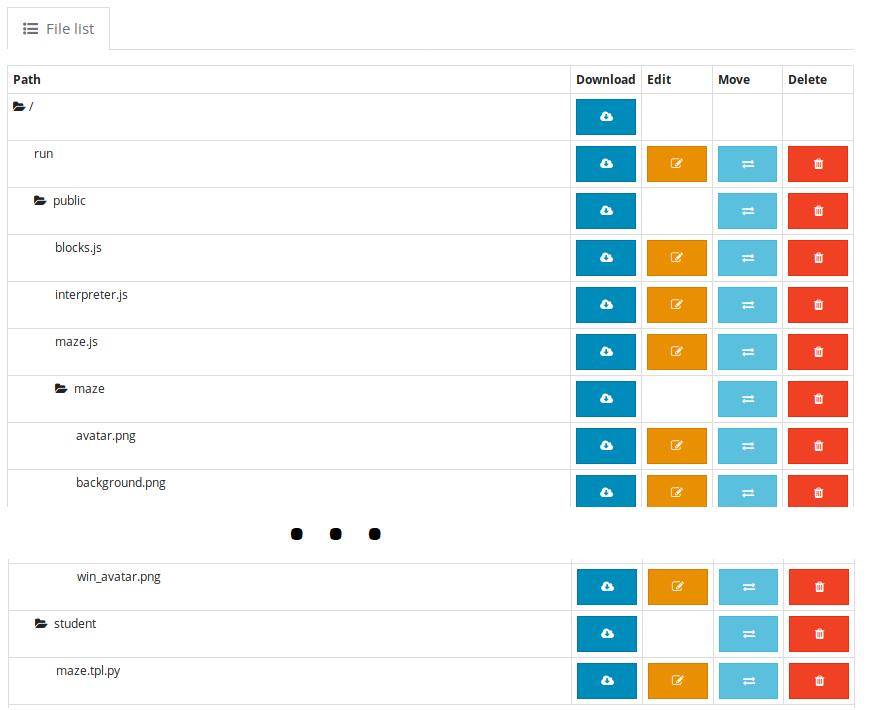 File list
Path Download Edit Move Delete
/
run
public
blocks.js
interpreter.js
maze.js
maze
avatar.png
background.png
win_avatar.png
student
maze.tpl.py